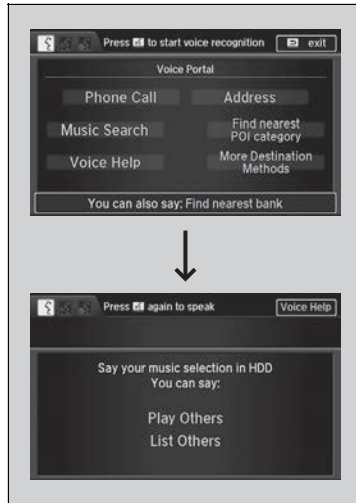 Press to start voice recognition
exit
Voice Portal
Phone Call
Address
Music Search
Find nearest
POI category
Voice Help
More Destination
Methods
You can also say: Find nearest bank
Press again to speak
Voice Help
Say your music selection in HDD
You can say:
Play Others
List Others